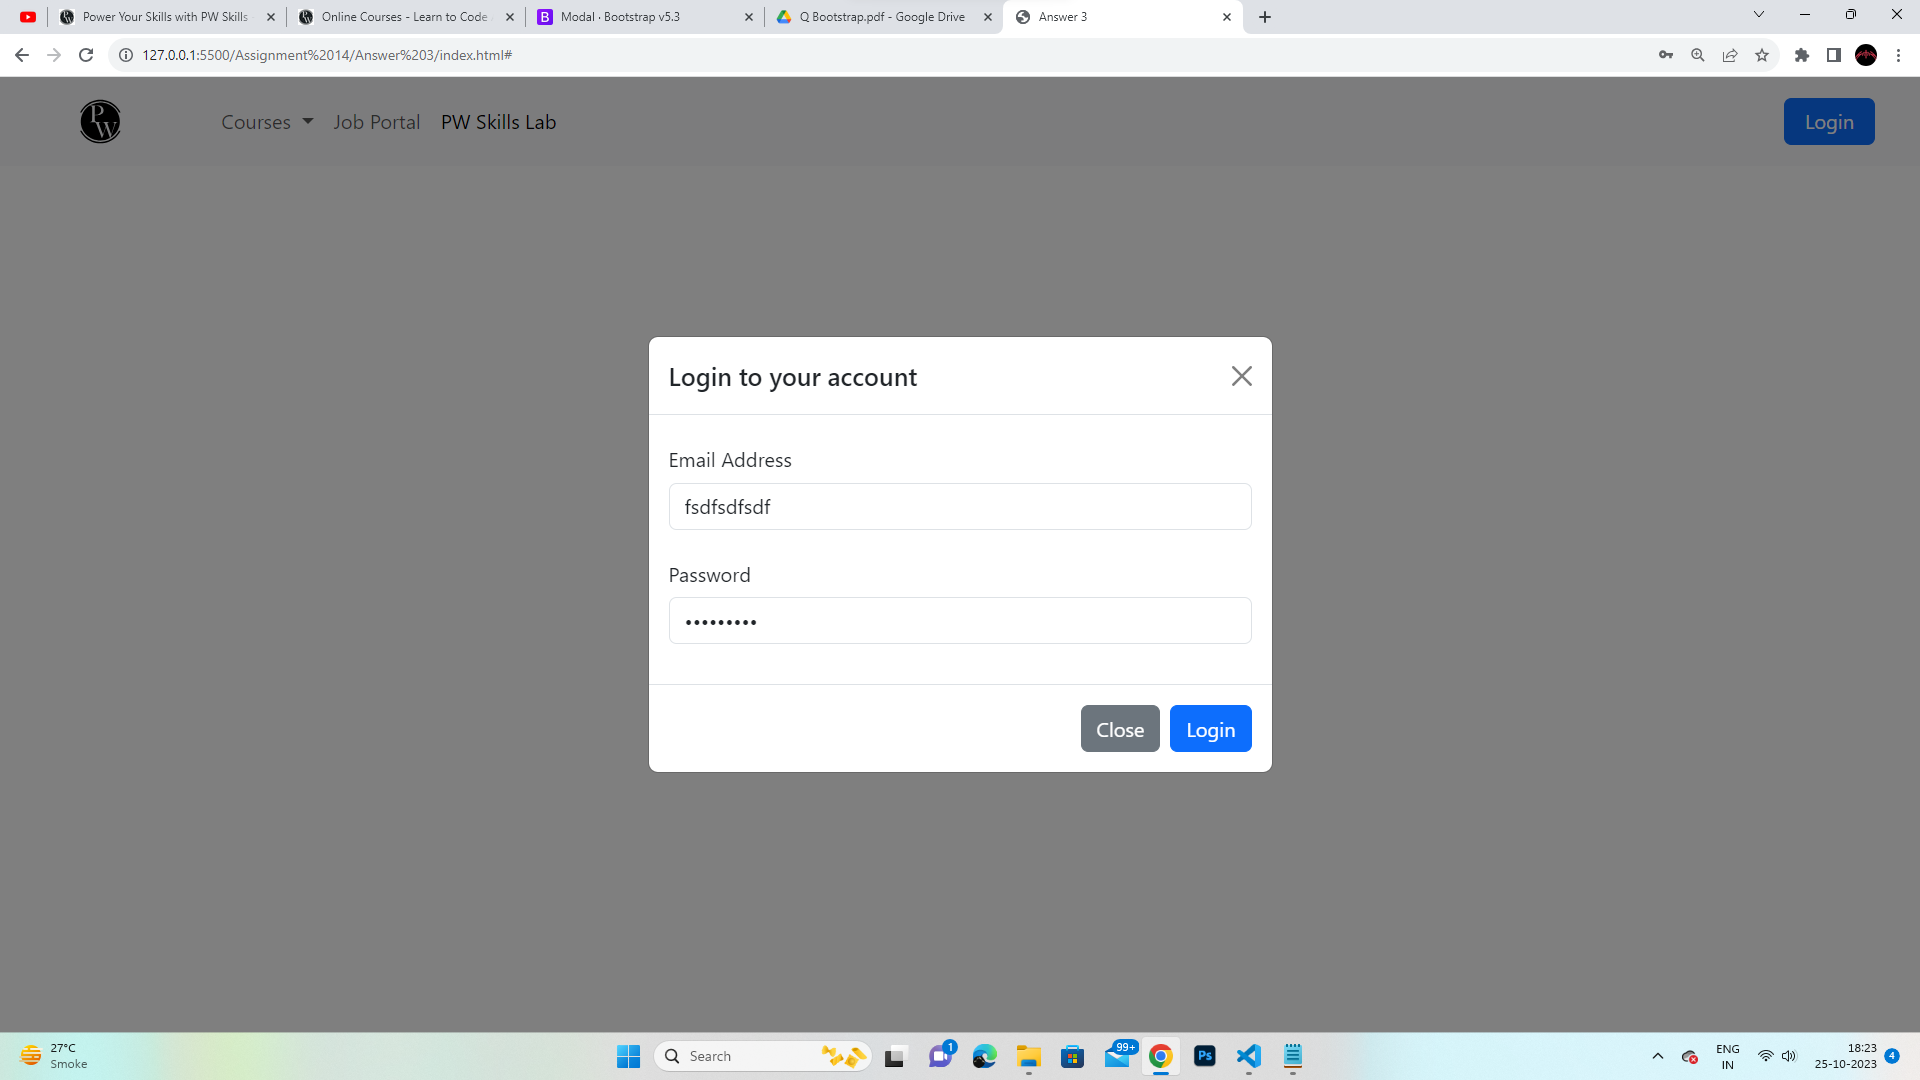 Power Your Skills with PW Skills
Online Courses - Learn to Code
B Modal · Bootstrap v5.3
Q Bootstrap.pdf - Google Drive
Answer 3
127.0.0.1:5500/Assignment%2014/Answer%203/index.html#
PW Courses Job Portal PW Skills Lab Login
Login to your account
Email Address
fsdfsdfsdf
Password
•••••••••
Close Login
27°C
Smoke
Search
1
99+
Ps
ENG
IN
18:23
25-10-2023
4